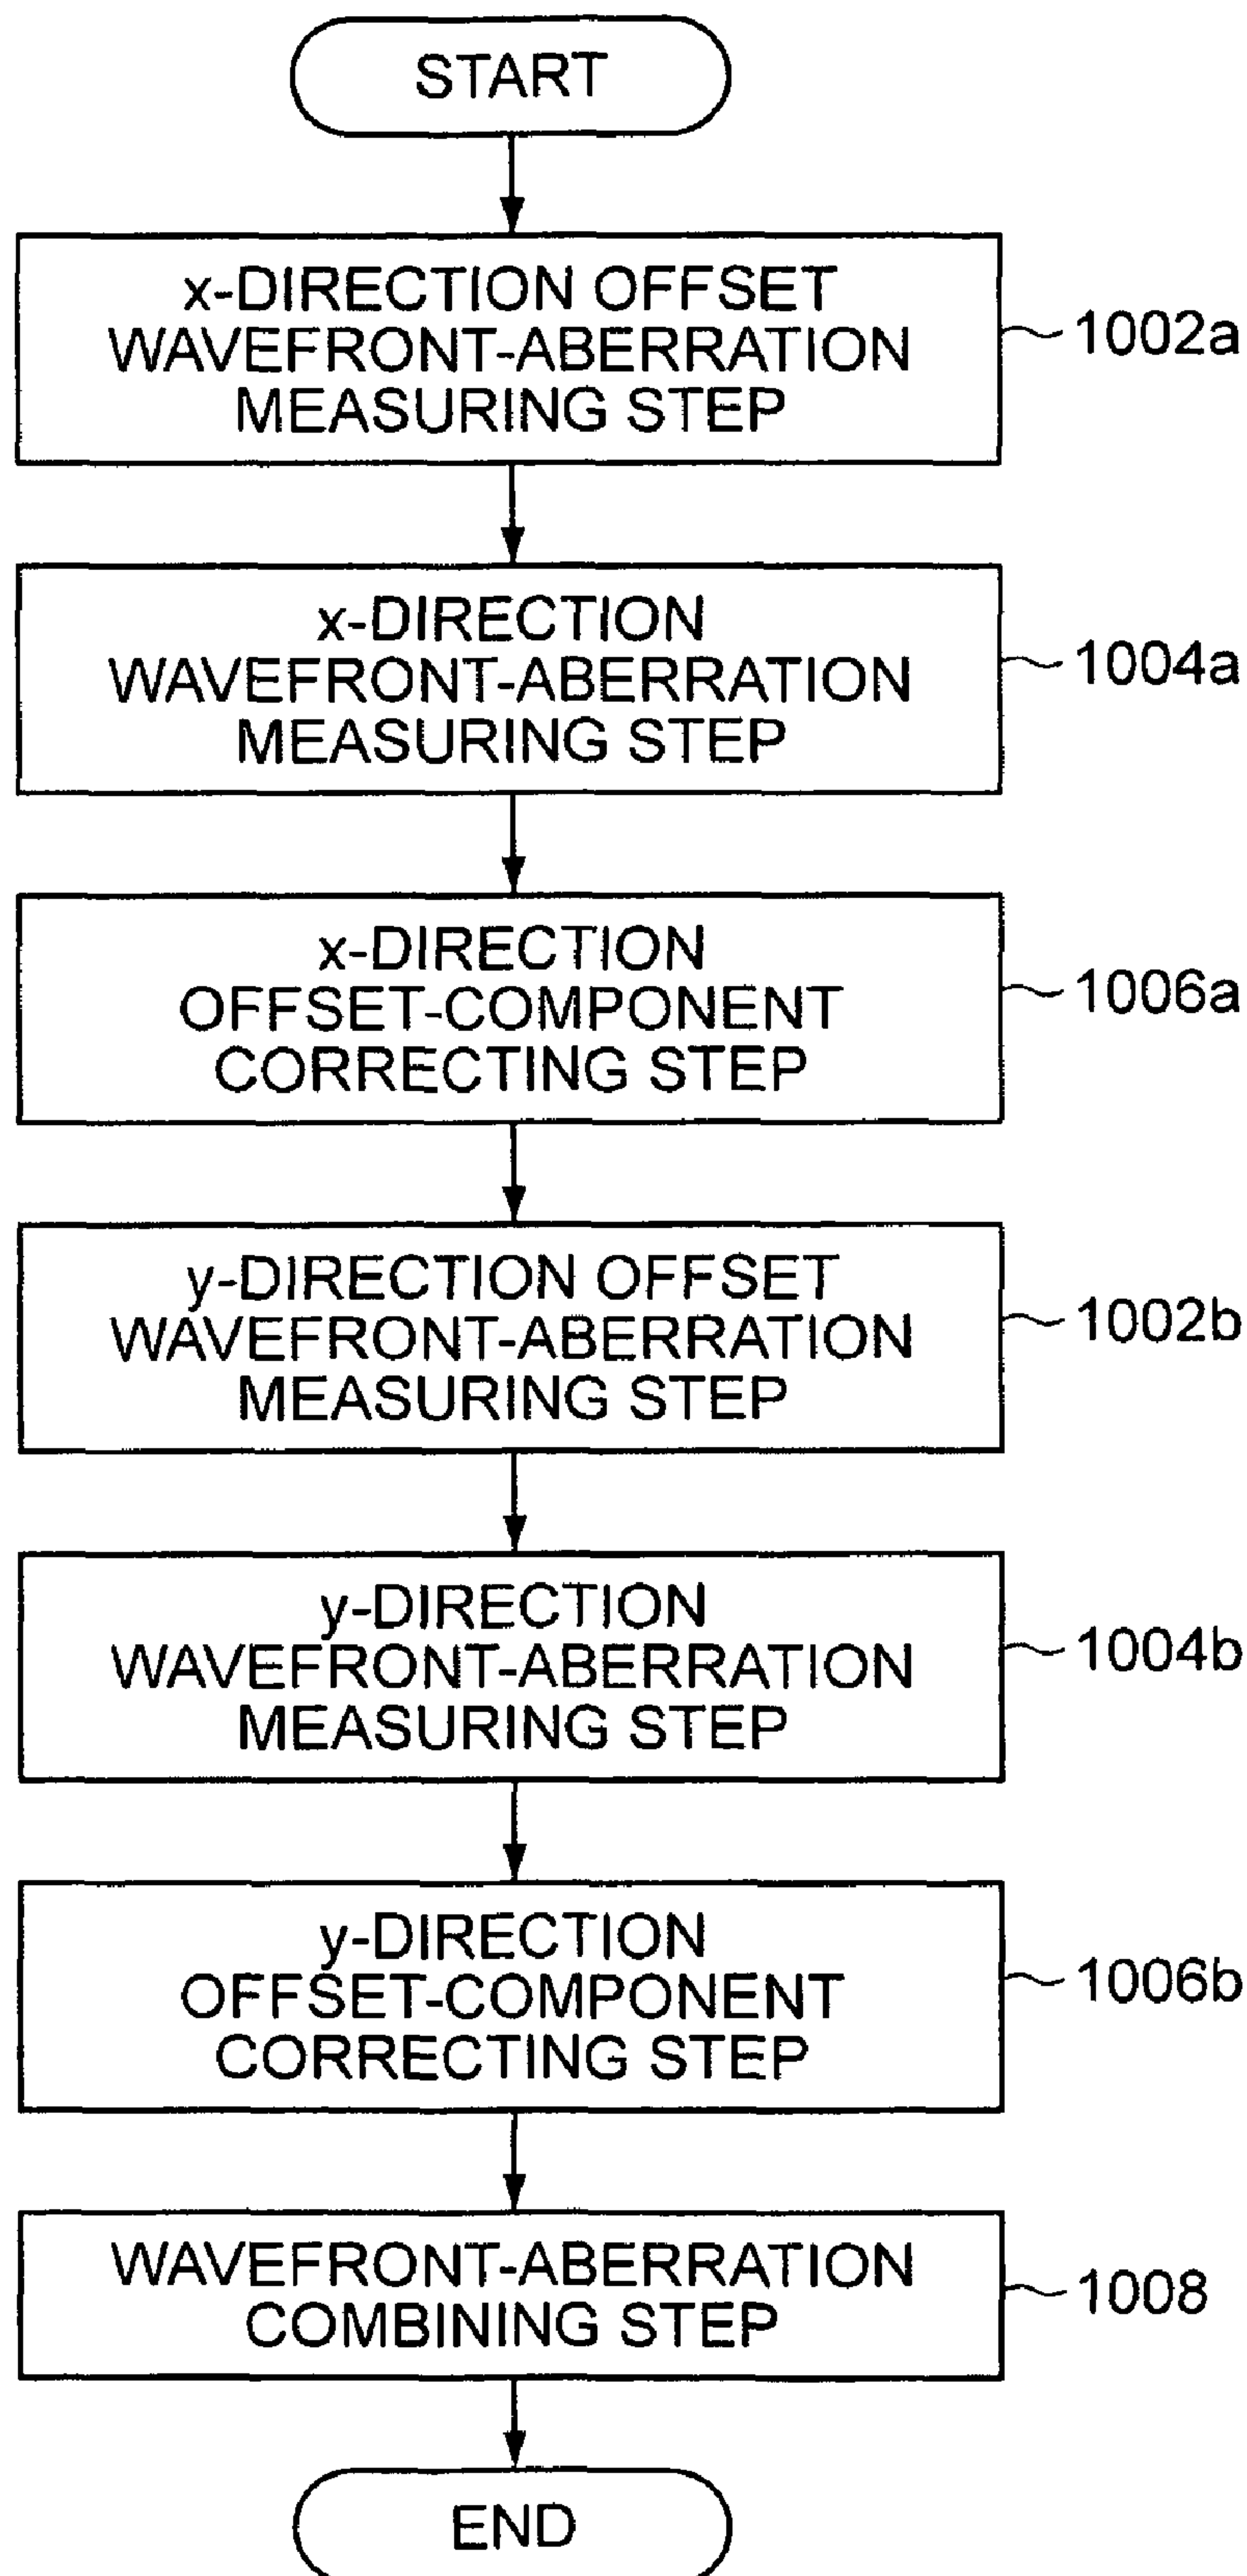 START
x-DIRECTION OFFSET
WAVEFRONT-ABERRATION
MEASURING STEP
1002a
x-DIRECTION
WAVEFRONT-ABERRATION
MEASURING STEP
1004a
x-DIRECTION
OFFSET-COMPONENT
CORRECTING STEP
1006a
y-DIRECTION OFFSET
WAVEFRONT-ABERRATION
MEASURING STEP
1002b
y-DIRECTION
WAVEFRONT-ABERRATION
MEASURING STEP
1004b
y-DIRECTION
OFFSET-COMPONENT
CORRECTING STEP
1006b
WAVEFRONT-ABERRATION
COMBINING STEP
1008
END